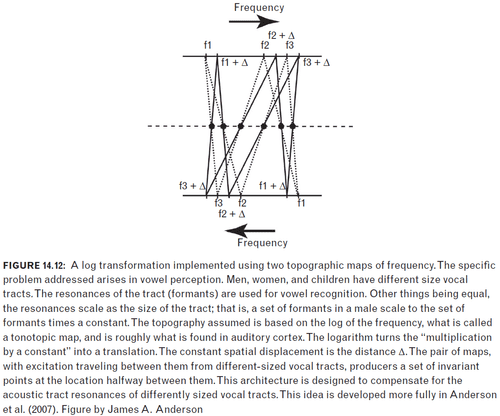 Frequency
f2 + Δ
f1 f2 f3
f1 + Δ f3 + Δ
f3 + Δ f1 + Δ
f3 f2 f1
f2 + Δ
Frequency
FIGURE 14.12: A log transformation implemented using two topographic maps of frequency. The specific
problem addressed arises in vowel perception. Men, women, and children have different size vocal
tracts. The resonances of the tract (formants) are used for vowel recognition. Other things being equal,
the resonances scale as the size of the tract; that is, a set of formants in a male scale to the set of
formants times a constant. The topography assumed is based on the log of the frequency, what is called
a tonotopic map, and is roughly what is found in auditory cortex. The logarithm turns the “multiplication
by a constant” into a translation. The constant spatial displacement is the distance Δ. The pair of maps,
with excitation traveling between them from different-sized vocal tracts, produces a set of invariant
points at the location halfway between them. This architecture is designed to compensate for the
acoustic tract resonances of differently sized vocal tracts. This idea is developed more fully in Anderson
et al. (2007). Figure by James A. Anderson